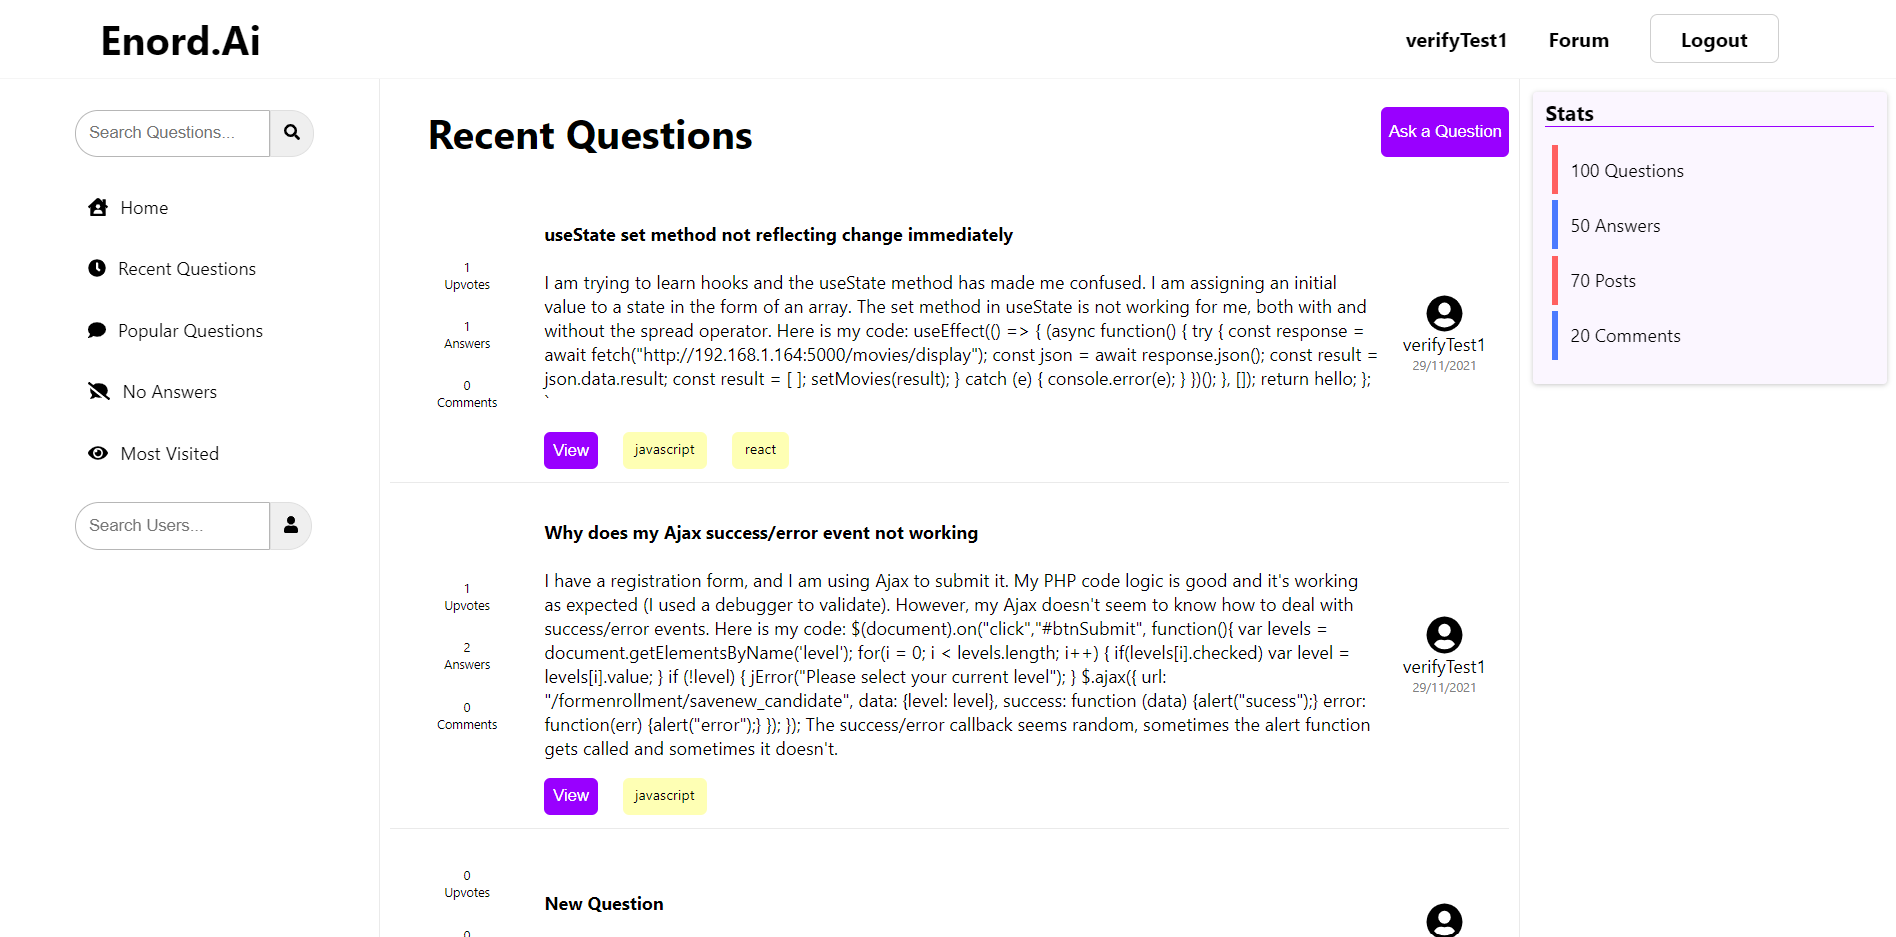 Enord.Ai
verifyTest1
Forum
Logout
Search Questions...
Home
Recent Questions
Popular Questions
No Answers
Most Visited
Search Users...
Recent Questions
Ask a Question
1
Upvotes
1
Answers
0
Comments
useState set method not reflecting change immediately
I am trying to learn hooks and the useState method has made me confused. I am assigning an initial
value to a state in the form of an array. The set method in useState is not working for me, both with and
without the spread operator. Here is my code: useEffect(() => { (async function() { try { const response =
await fetch("http://192.168.1.164:5000/movies/display"); const json = await response.json(); const result =
json.data.result; const result = [ ]; setMovies(result); } catch (e) { console.error(e); } })(); }, []); return hello; };
`
View
javascript
react
verifyTest1
29/11/2021
1
Upvotes
2
Answers
0
Comments
Why does my Ajax success/error event not working
I have a registration form, and I am using Ajax to submit it. My PHP code logic is good and it's working
as expected (I used a debugger to validate). However, my Ajax doesn't seem to know how to deal with
success/error events. Here is my code: $(document).on("click","#btnSubmit", function(){ var levels =
document.getElementsByName('level'); for(i = 0; i < levels.length; i++) { if(levels[i].checked) var level =
levels[i].value; } if (!level) { jError("Please select your current level"); } $.ajax({ url:
"/formenrollment/savenew_candidate", data: {level: level}, success: function (data) {alert("sucess");} error:
function(err) {alert("error");} }); }); The success/error callback seems random, sometimes the alert function
gets called and sometimes it doesn't.
View
javascript
verifyTest1
29/11/2021
0
Upvotes
0
New Question
Stats
100 Questions
50 Answers
70 Posts
20 Comments